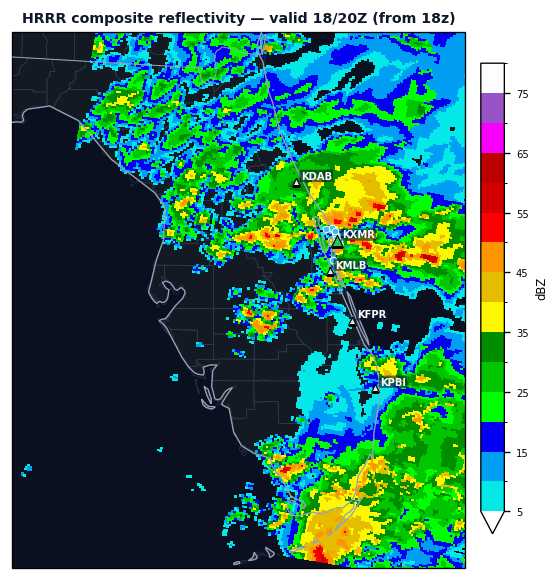 HRRR composite reflectivity — valid 18/20Z (from 18z)
KDAB
KXMR
KMLB
KFPR
KPBI
75
65
55
45
35
25
15
5
dBZ